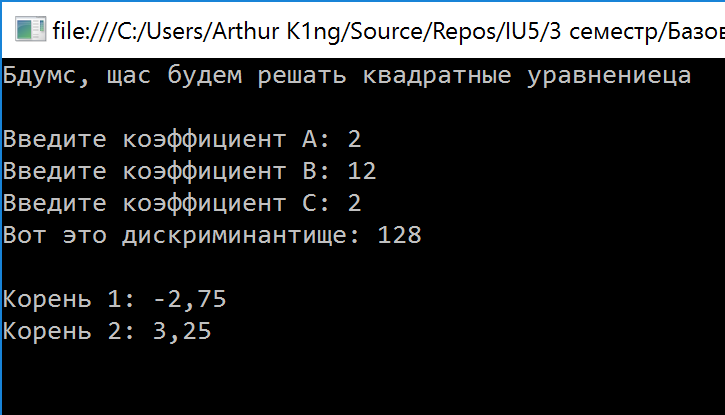 file:///C:/Users/Arthur K1ng/Source/Repos/IU5/3 семестр/Базов
Бдумс, щас будем решать квадратные уравнениеца
Введите коэффициент A: 2
Введите коэффициент B: 12
Введите коэффициент C: 2
Вот это дискриминантище: 128
Корень 1: -2,75
Корень 2: 3,25